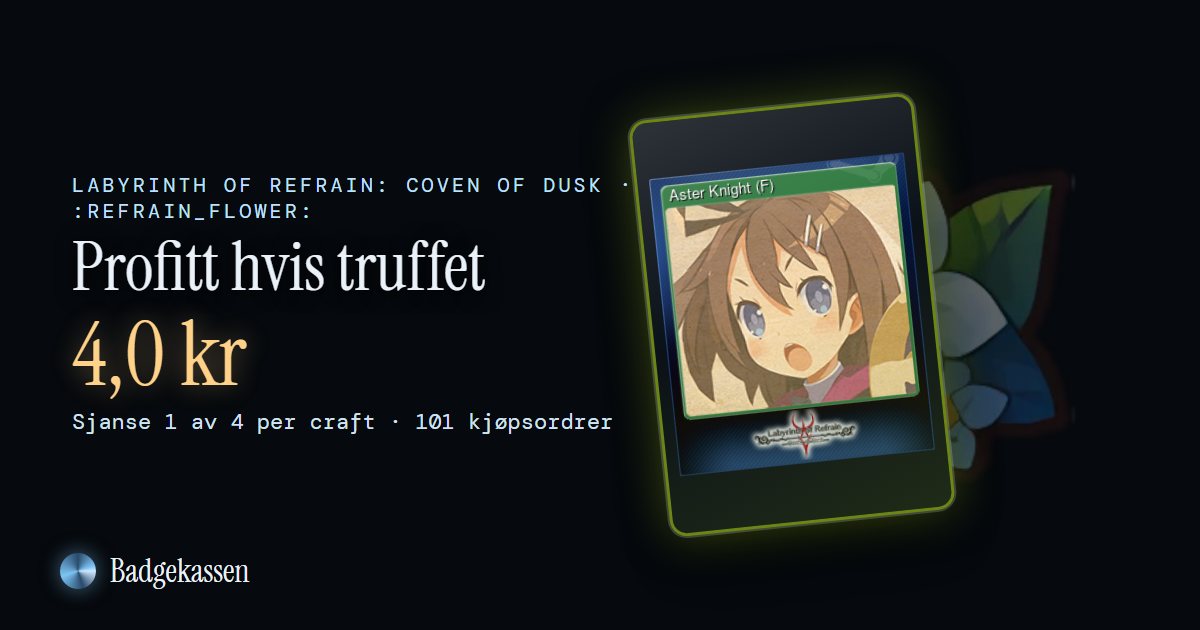 LABYRINTH OF REFRAIN: COVEN OF DUSK ·
:REFRAIN_FLOWER:
Profitt hvis truffet
4,0 kr
Sjanse 1 av 4 per craft · 101 kjøpsordrer
Aster Knight (F)
Labyrinth of Refrain
Badgekassen